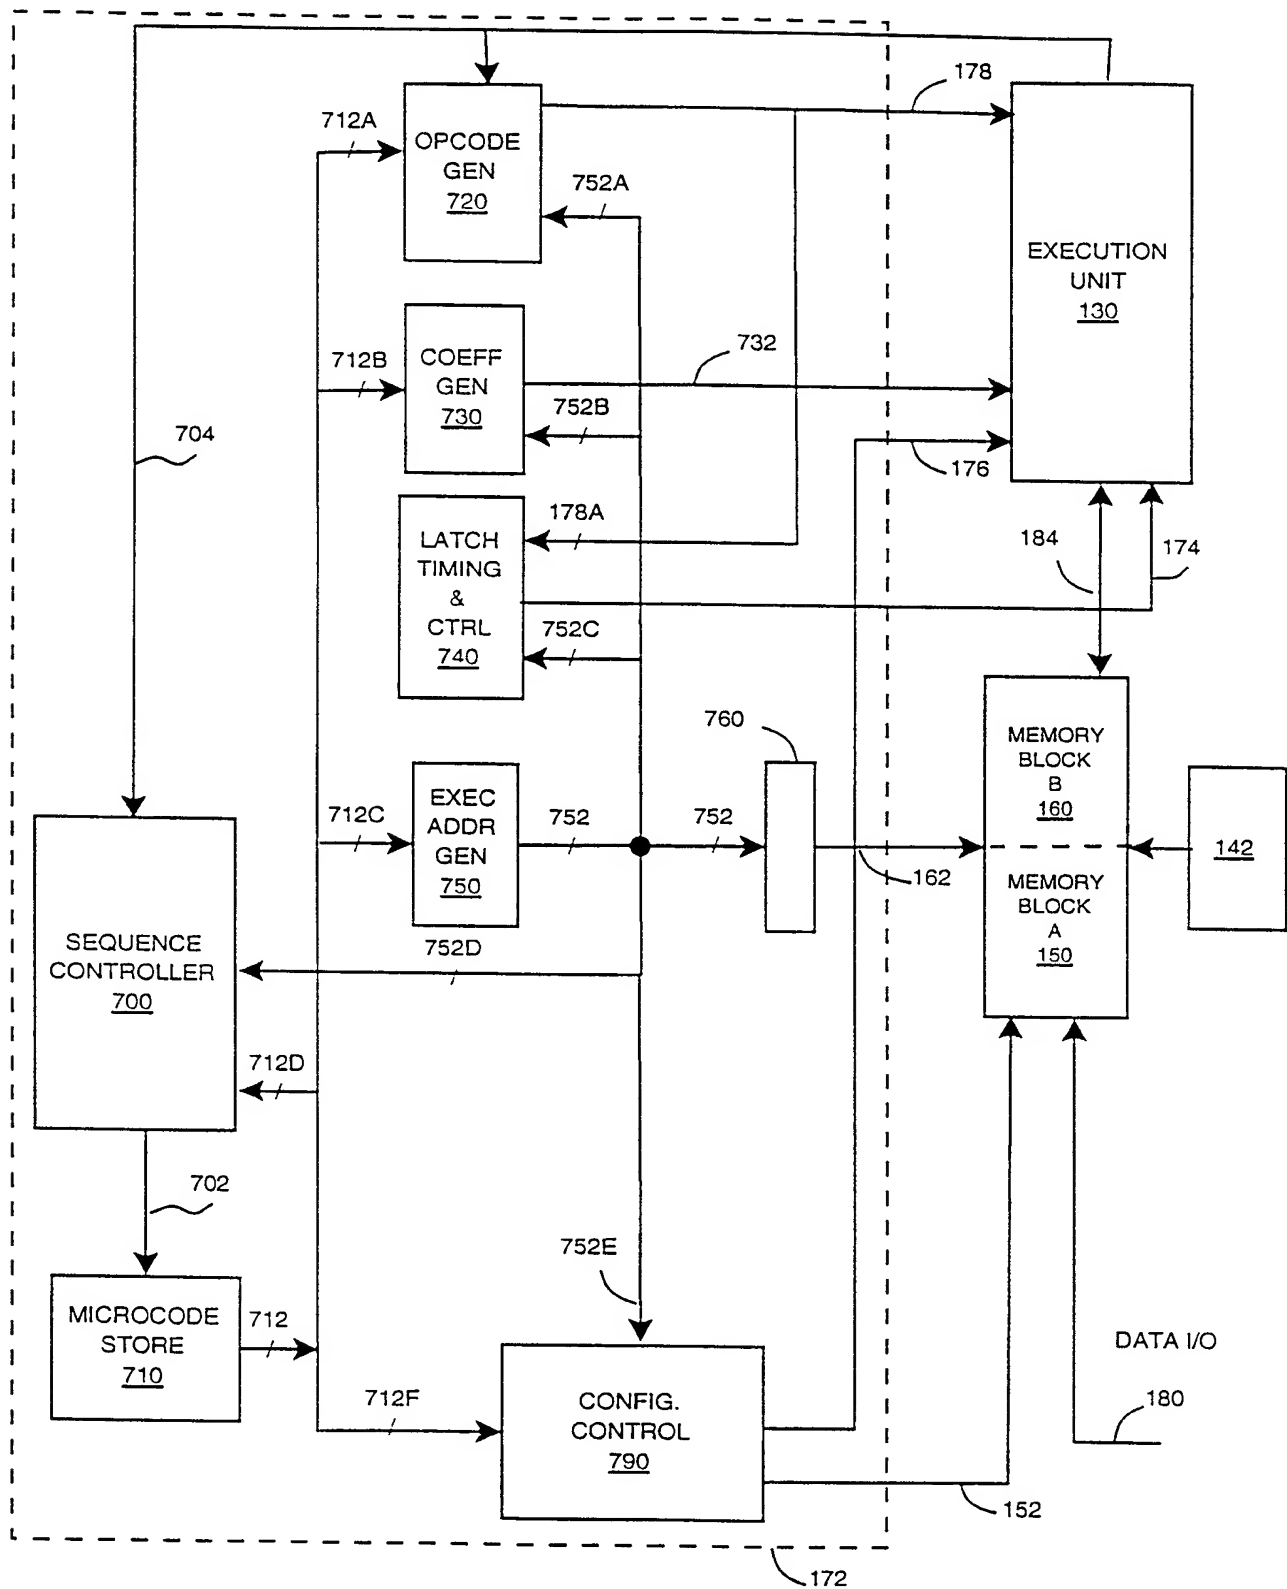 178
712A
OPCODE
GEN
720
752A
EXECUTION
UNIT
130
732
712B
COEFF
GEN
730
752B
704
176
178A
LATCH
TIMING
&
CTRL
740
752C
184
174
760
MEMORY
BLOCK
B
160
712C
EXEC
ADDR
GEN
750
752
752
162
142
MEMORY
BLOCK
A
150
SEQUENCE
CONTROLLER
700
752D
712D
702
752E
MICROCODE
STORE
710
712
DATA I/O
712F
CONFIG.
CONTROL
790
180
152
172